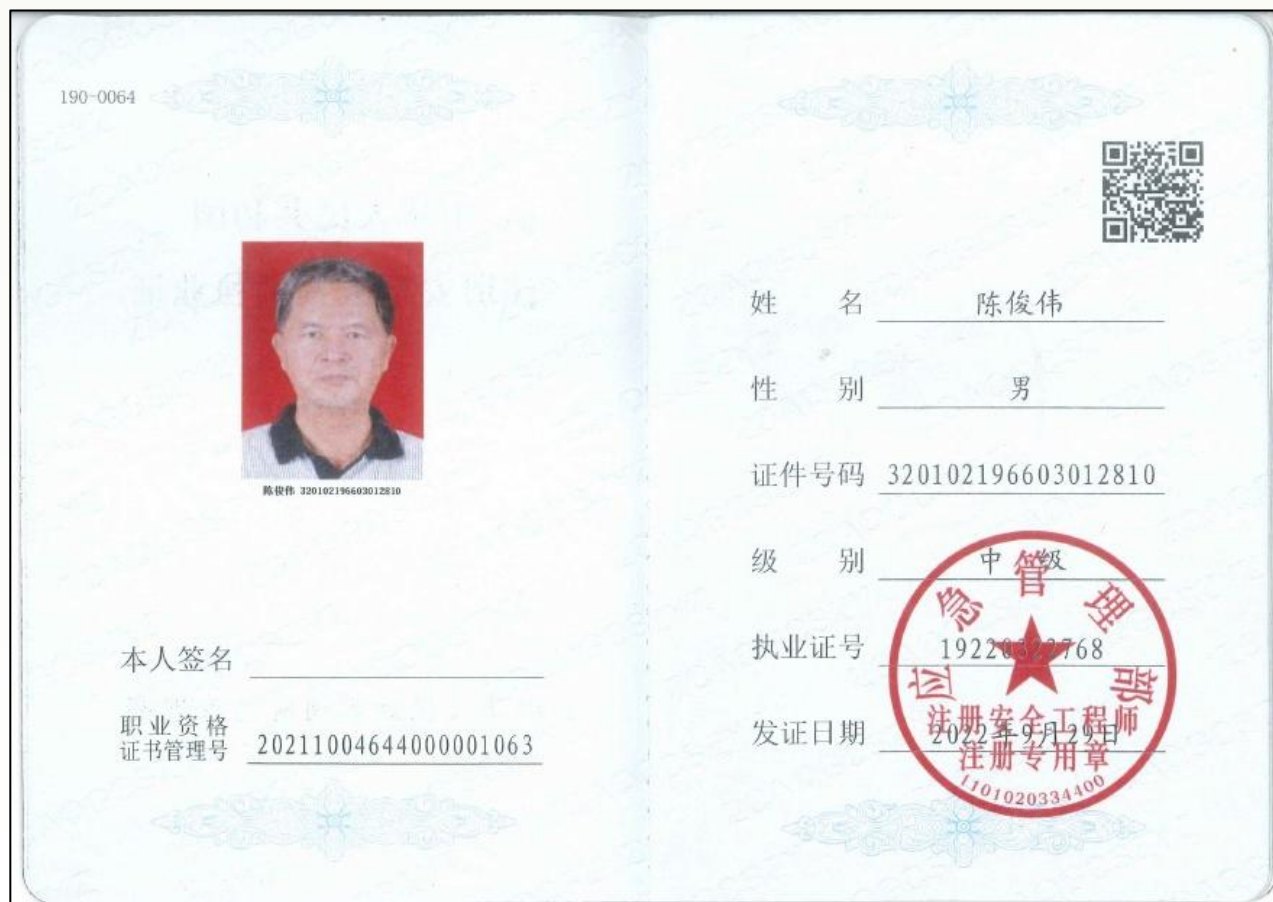 190-0064
陈俊伟 320102196603012810
本人签名
职业资格
证书管理号 20211004644000001063
姓 名 陈俊伟
性 别 男
证件号码 320102196603012810
级 别 中 级
执业证号
发证日期 2022年9月29日
应急管理部
注册安全工程师
注册专用章
1101020334400